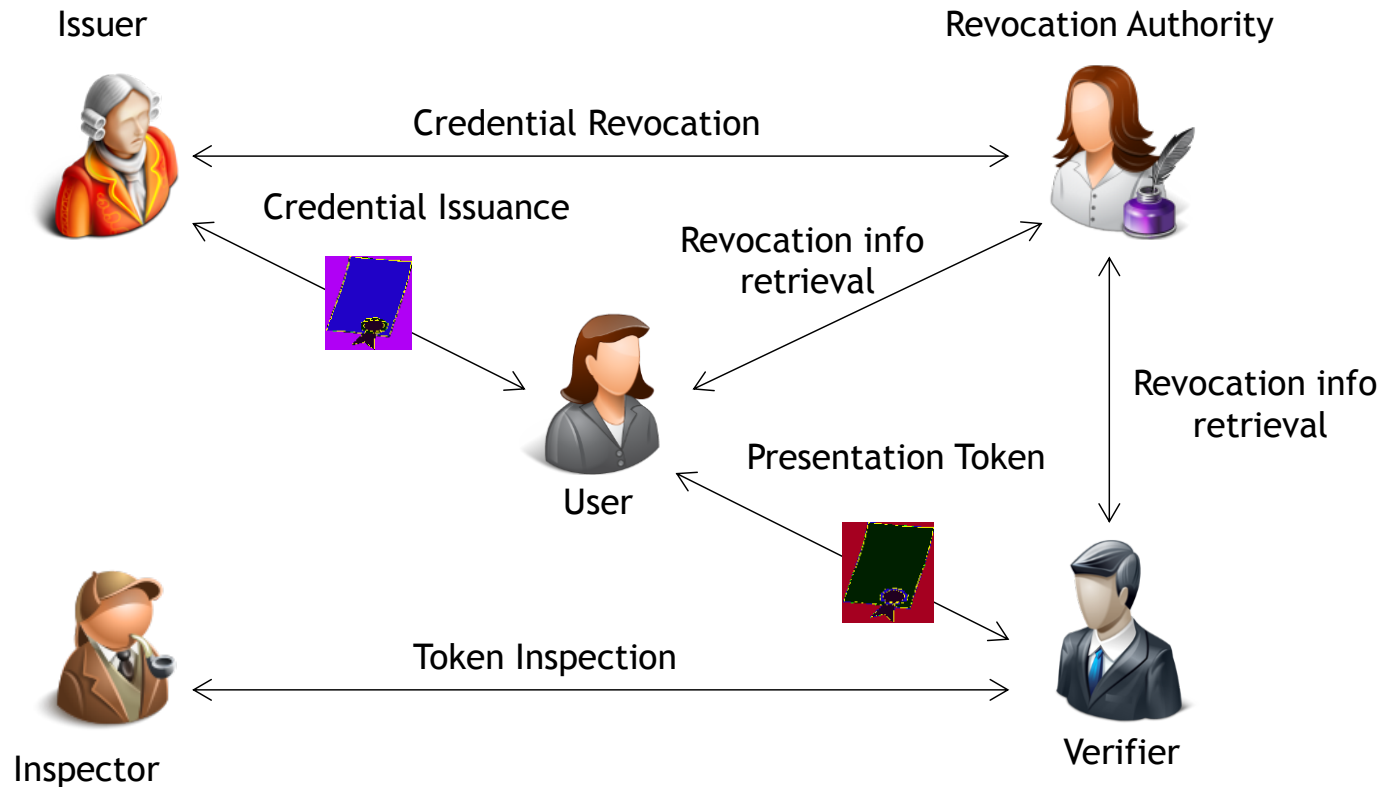 Issuer
Revocation Authority
Credential Revocation
Credential Issuance
Revocation info
retrieval
Revocation info
retrieval
Presentation Token
User
Token Inspection
Verifier
Inspector